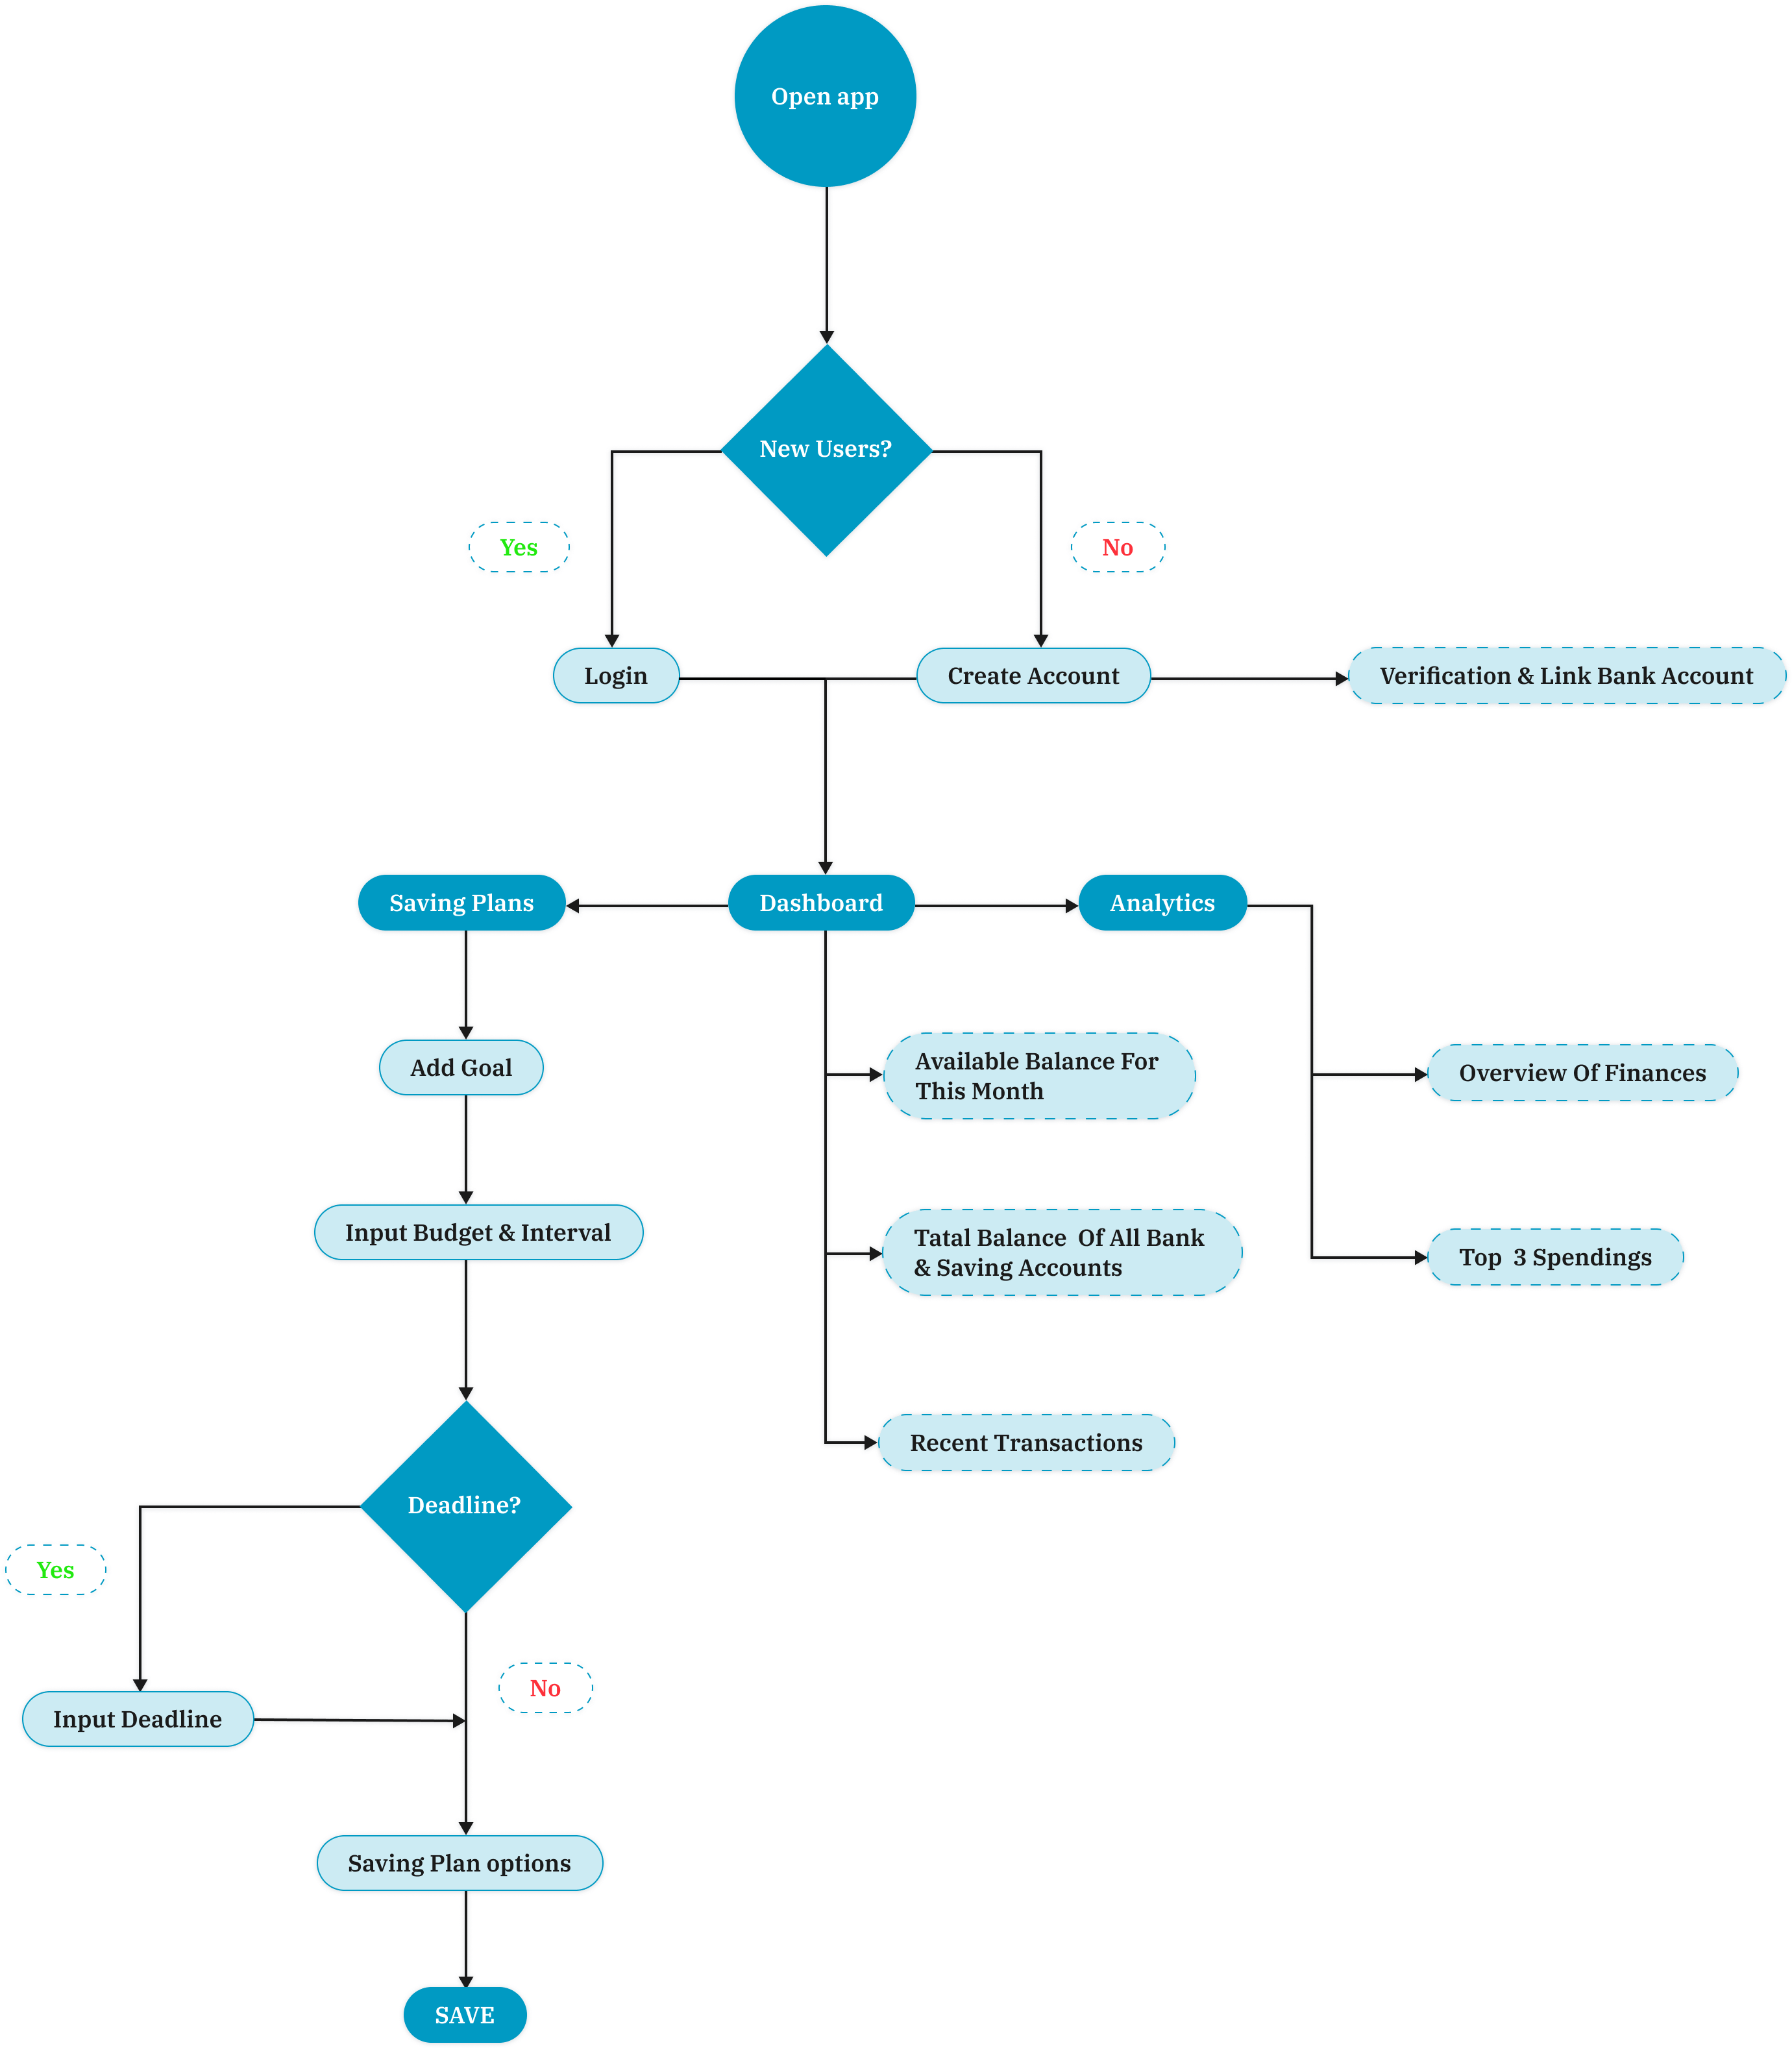 Open app
New Users?
Yes
No
Login
Create Account
Verification & Link Bank Account
Saving Plans
Dashboard
Analytics
Add Goal
Available Balance For
This Month
Overview Of Finances
Input Budget & Interval
Tatal Balance  Of All Bank
& Saving Accounts
Top  3 Spendings
Recent Transactions
Deadline?
Yes
No
Input Deadline
Saving Plan options
SAVE